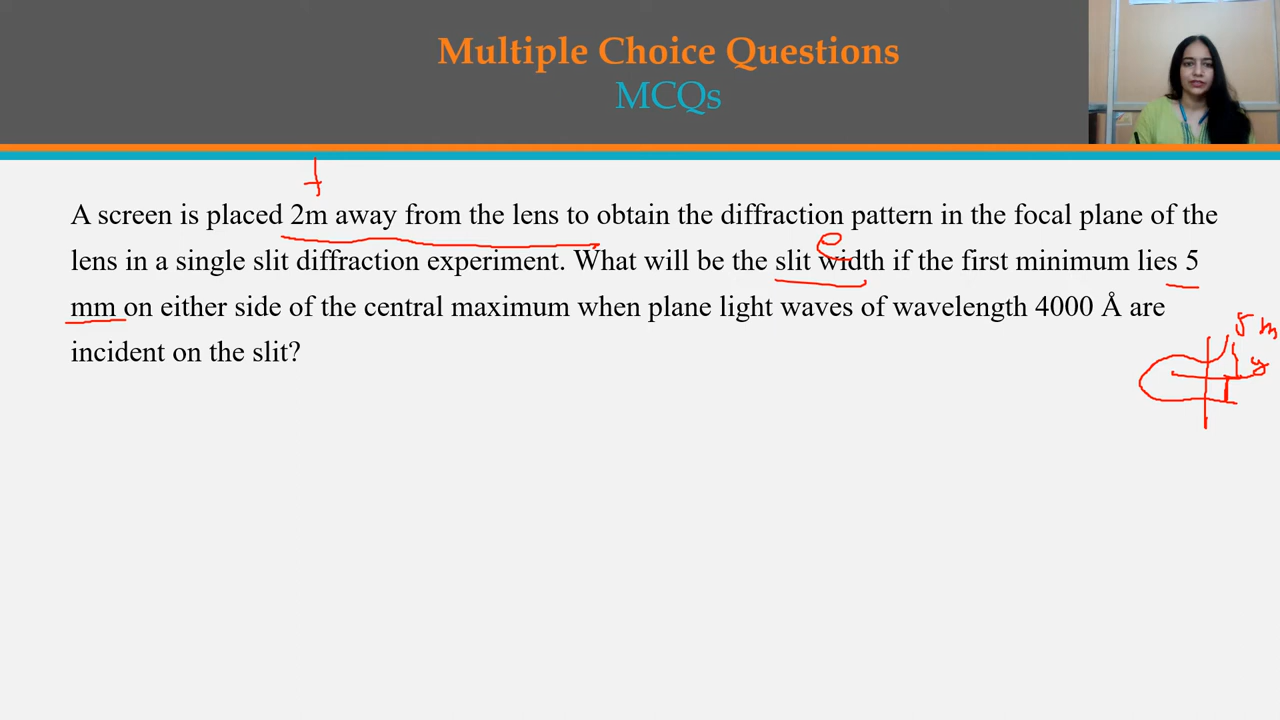 Multiple Choice Questions
MCQs
f
A screen is placed 2m away from the lens to obtain the diffraction pattern in the focal plane of the
e
lens in a single slit diffraction experiment. What will be the slit width if the first minimum lies 5
mm on either side of the central maximum when plane light waves of wavelength 4000 Å are
5 m
incident on the slit?
y